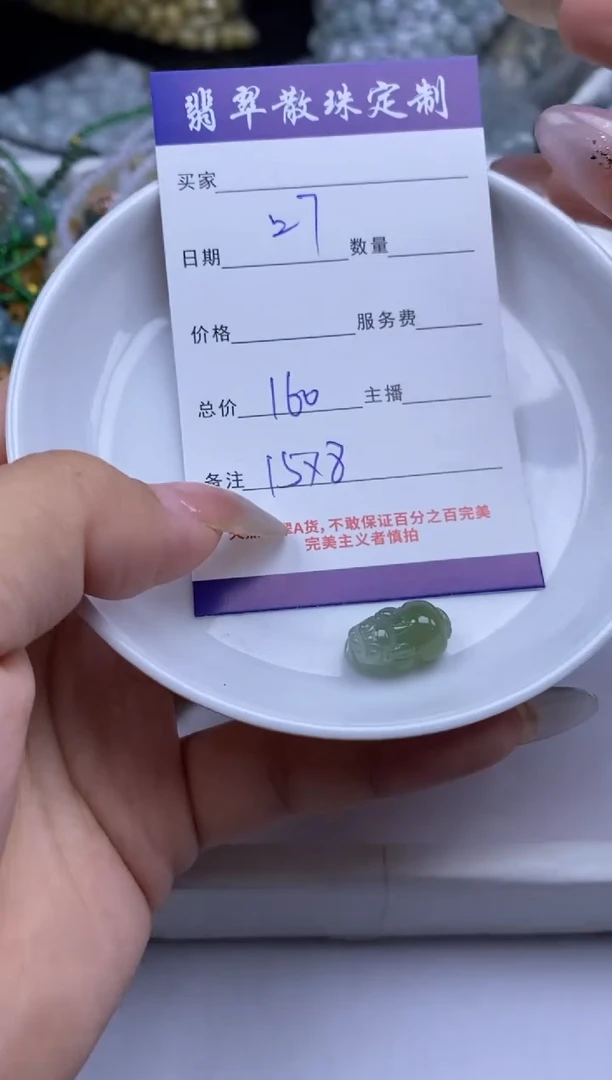 翡翠散珠定制
买家
日期 27 数量
价格 服务费
总价 160 主播
备注 15X8
A货,不敢保证百分之百完美
完美主义者慎拍